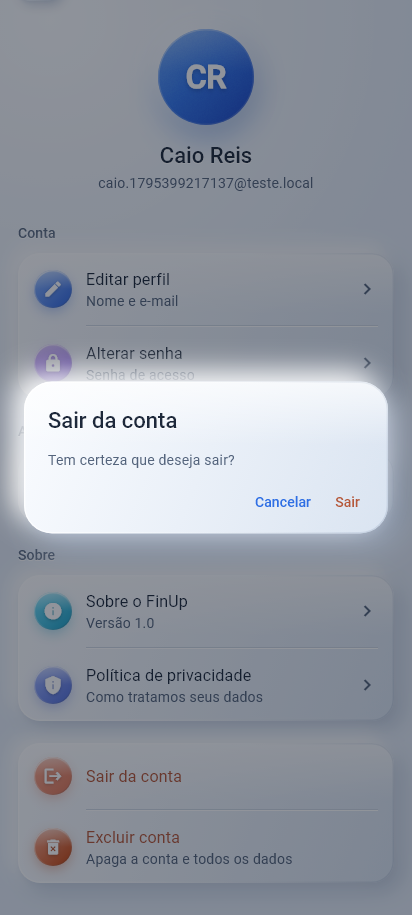 CR
Caio Reis
caio.1795399217137@teste.local
Conta
Editar perfil
Nome e e-mail
Alterar senha
Senha de acesso
Sair da conta
Tem certeza que deseja sair?
Cancelar
Sair
Sobre
Sobre o FinUp
Versão 1.0
Política de privacidade
Como tratamos seus dados
Sair da conta
Excluir conta
Apaga a conta e todos os dados